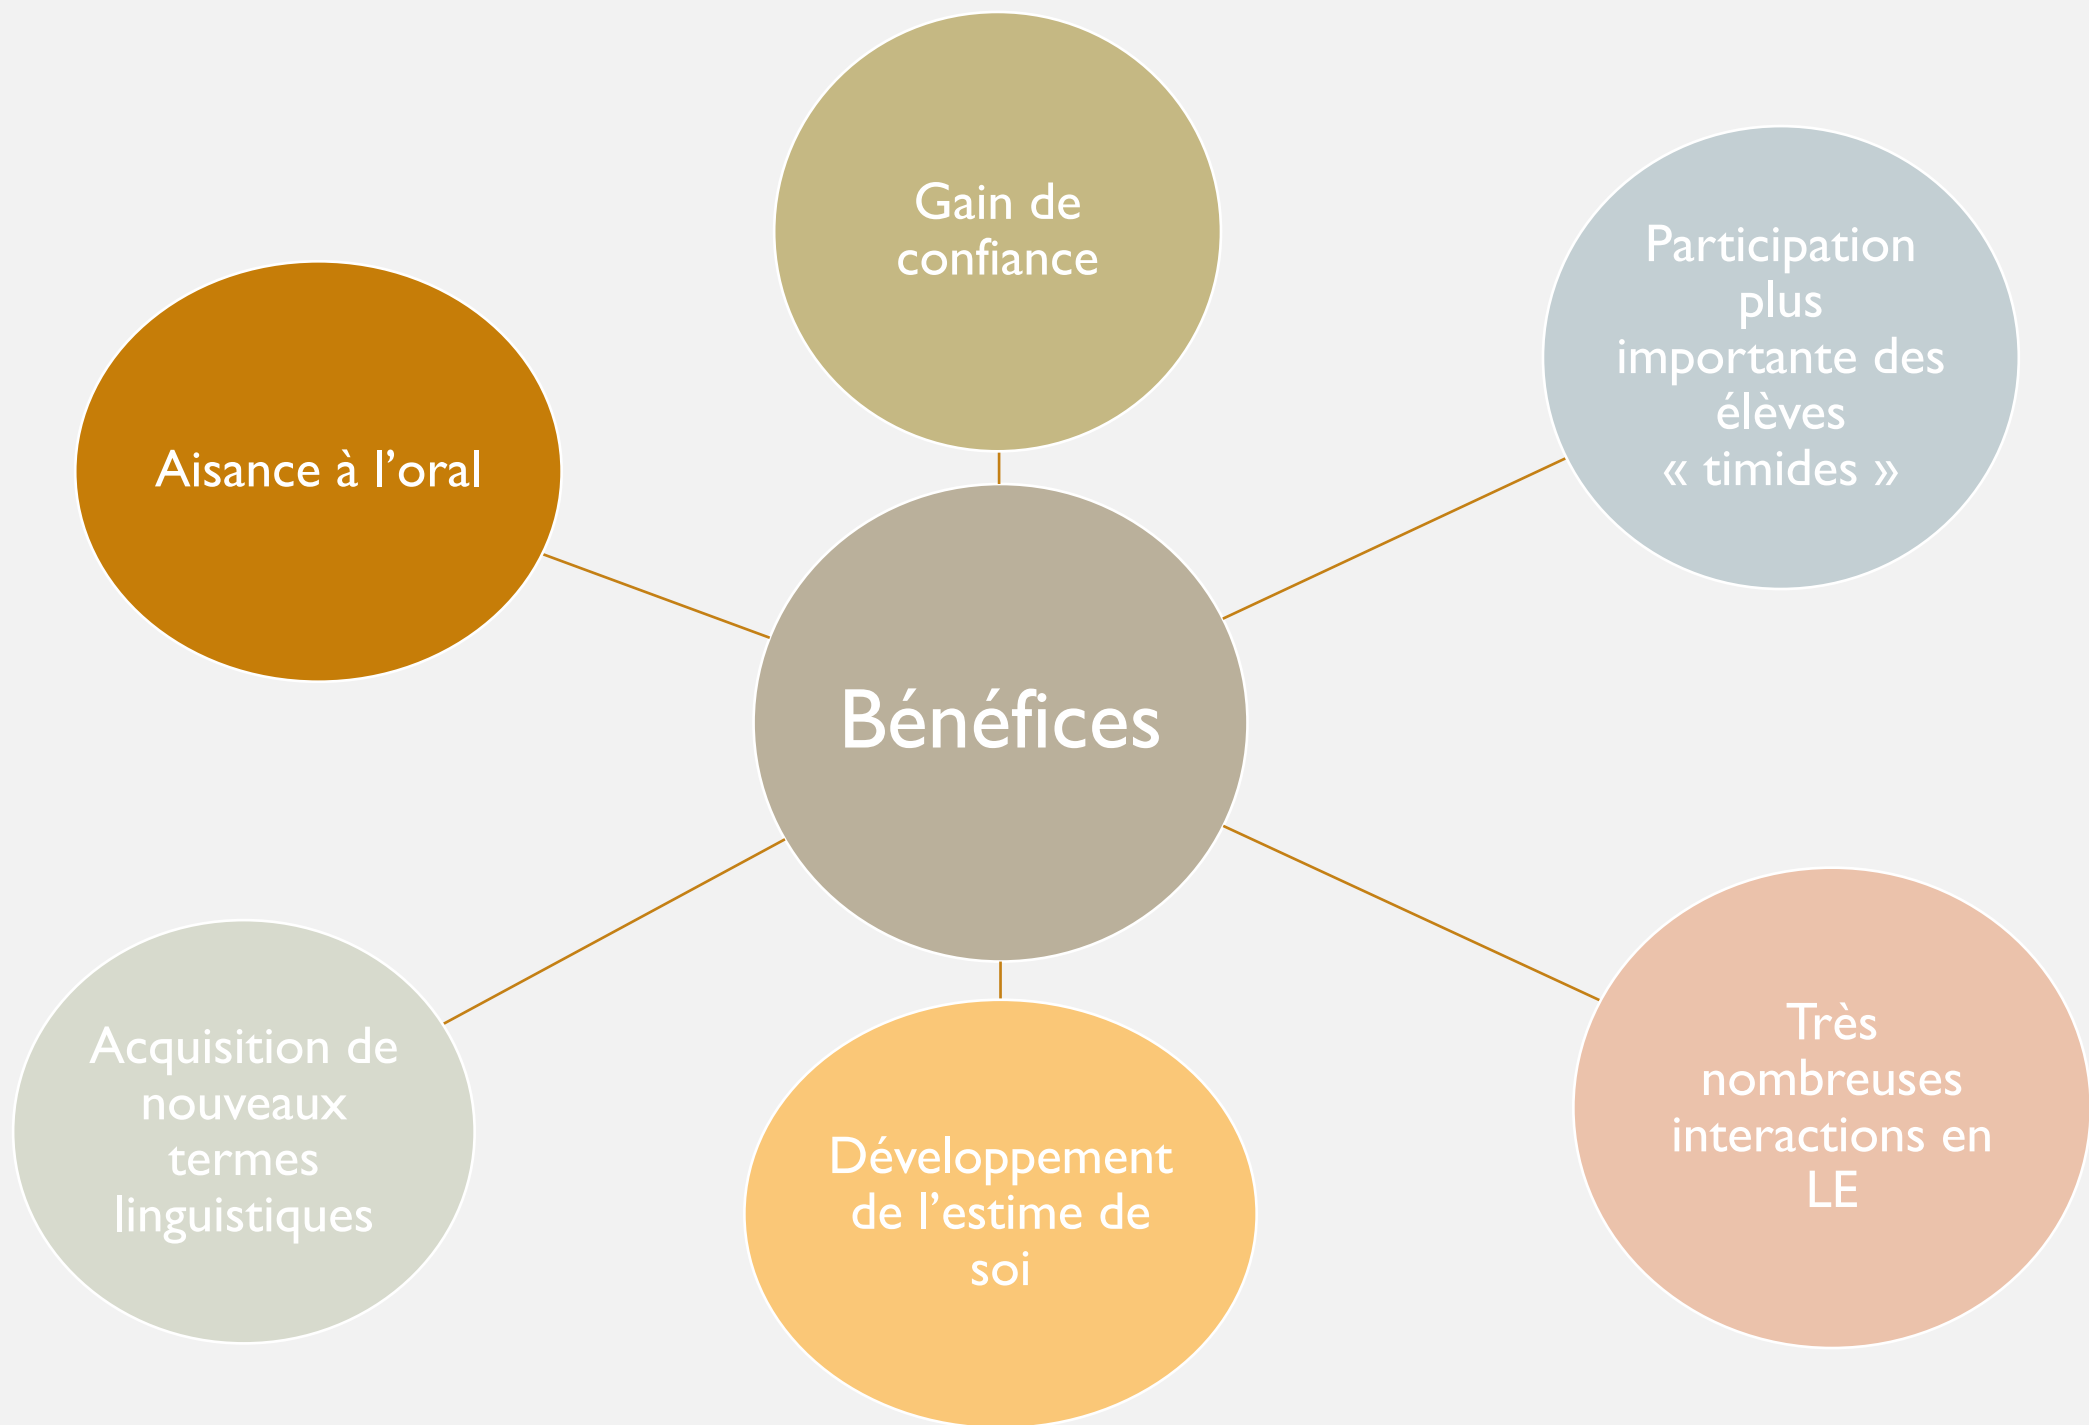 Gain de
confiance
Participation
plus
importante des
élèves
« timides »
Aisance à l’oral
Bénéfices
Acquisition de
nouveaux
termes
linguistiques
Développement
de l’estime de
soi
Très
nombreuses
interactions en
LE